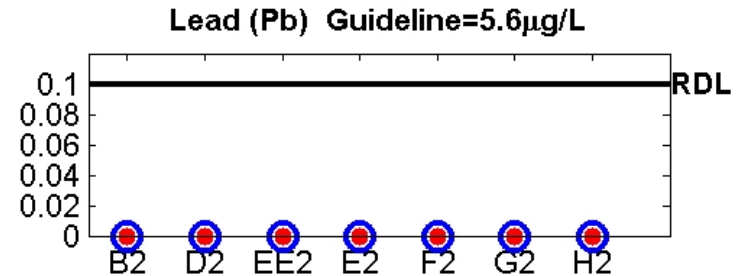 Lead (Pb) Guideline=5.6µg/L
0.1
RDL
0.08
0.06
0.04
0.02
0
B2 D2 EE2 E2 F2 G2 H2